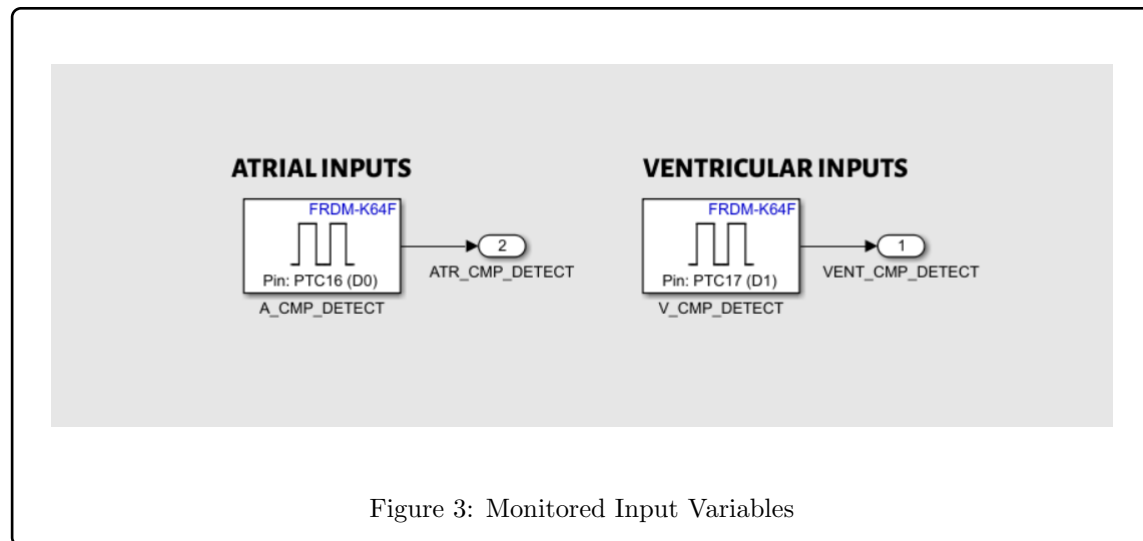 ATRIAL INPUTS
FRDM-K64F
Pin: PTC16 (D0)
A_CMP_DETECT
2
ATR_CMP_DETECT
VENTRICULAR INPUTS
FRDM-K64F
Pin: PTC17 (D1)
V_CMP_DETECT
1
VENT_CMP_DETECT
Figure 3: Monitored Input Variables